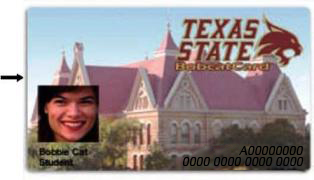 TEXAS
STATE
BobcatCard
Bobbie Cat
Student
A00000000
0000 0000 0000 0000